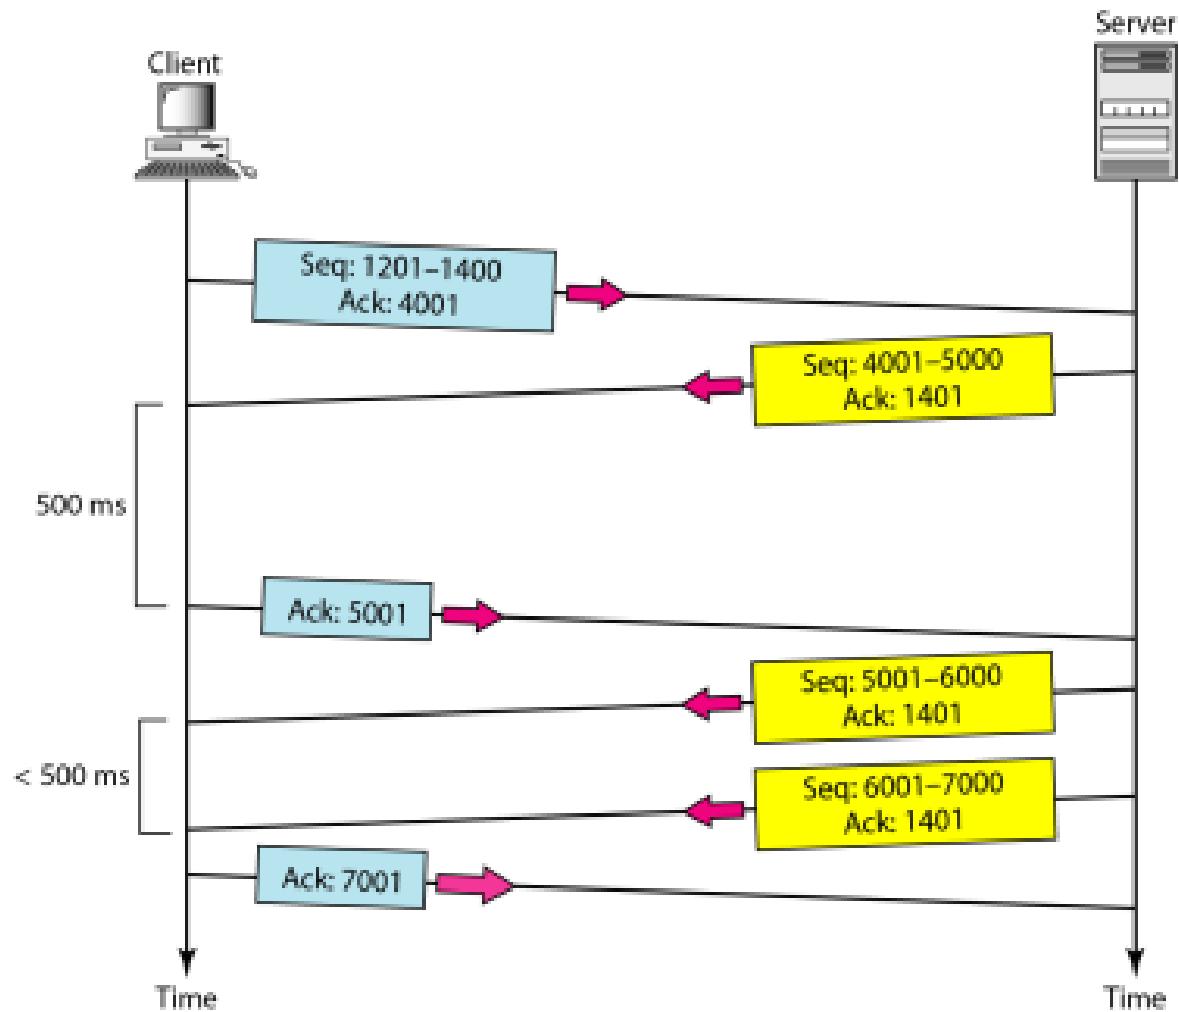 Server
Client
Seq: 1201–1400
Ack: 4001
Seq: 4001–5000
Ack: 1401
500 ms
Ack: 5001
Seq: 5001–6000
Ack: 1401
< 500 ms
Seq: 6001–7000
Ack: 1401
Ack: 7001
Time
Time